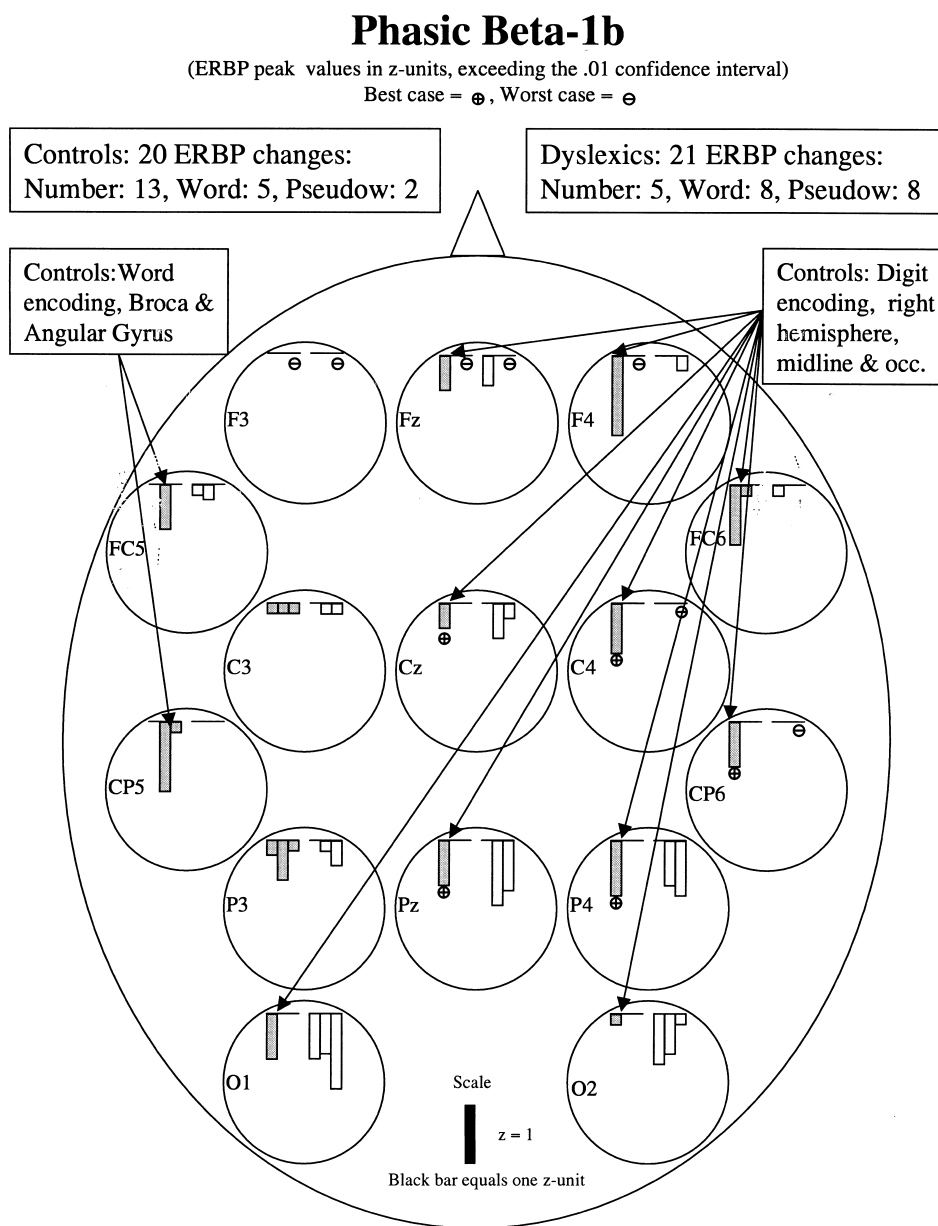 Phasic Beta-1b
(ERBP peak values in z-units, exceeding the .01 confidence interval)
Best case = ⊕, Worst case = ⊖
Controls: 20 ERBP changes:
Number: 13, Word: 5, Pseudow: 2
Dyslexics: 21 ERBP changes:
Number: 5, Word: 8, Pseudow: 8
Controls:Word
encoding, Broca &
Angular Gyrus
Controls: Digit
encoding, right
hemisphere,
midline & occ.
F3
Fz
F4
FC5
FC6
C3
Cz
C4
CP5
CP6
P3
Pz
P4
O1
O2
Scale
z = 1
Black bar equals one z-unit